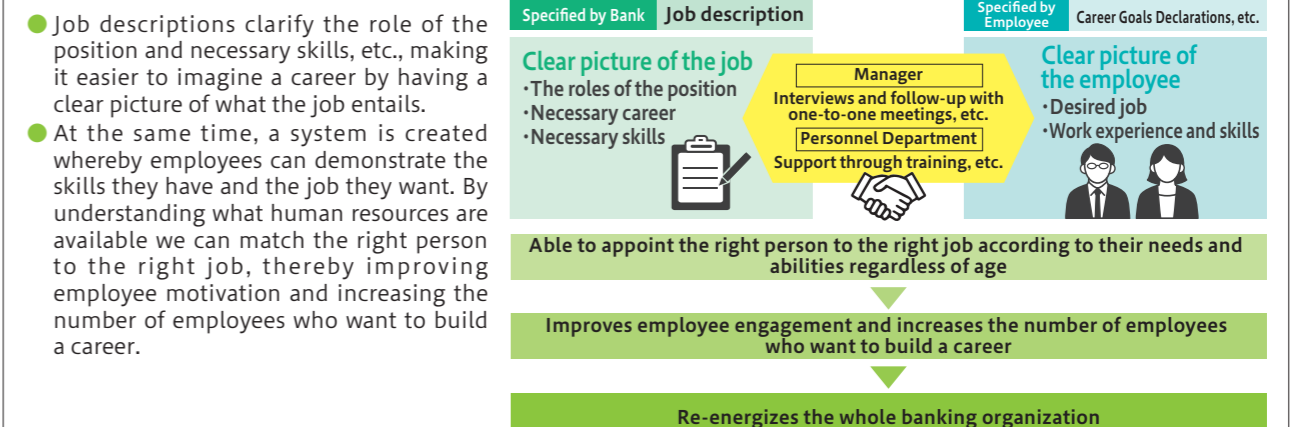 ● Job descriptions clarify the role of the
position and necessary skills, etc., making
it easier to imagine a career by having a
clear picture of what the job entails.
● At the same time, a system is created
whereby employees can demonstrate the
skills they have and the job they want. By
understanding what human resources are
available we can match the right person
to the right job, thereby improving
employee motivation and increasing the
number of employees who want to build
a career.
Specified by Bank
Job description
Clear picture of the job
・The roles of the position
・Necessary career
・Necessary skills
Manager
Interviews and follow-up with
one-to-one meetings, etc.
Personnel Department
Support through training, etc.
Specified by
Employee
Career Goals Declarations, etc.
Clear picture of
the employee
・Desired job
・Work experience and skills
Able to appoint the right person to the right job according to their needs and
abilities regardless of age
Improves employee engagement and increases the number of employees
who want to build a career
Re-energizes the whole banking organization